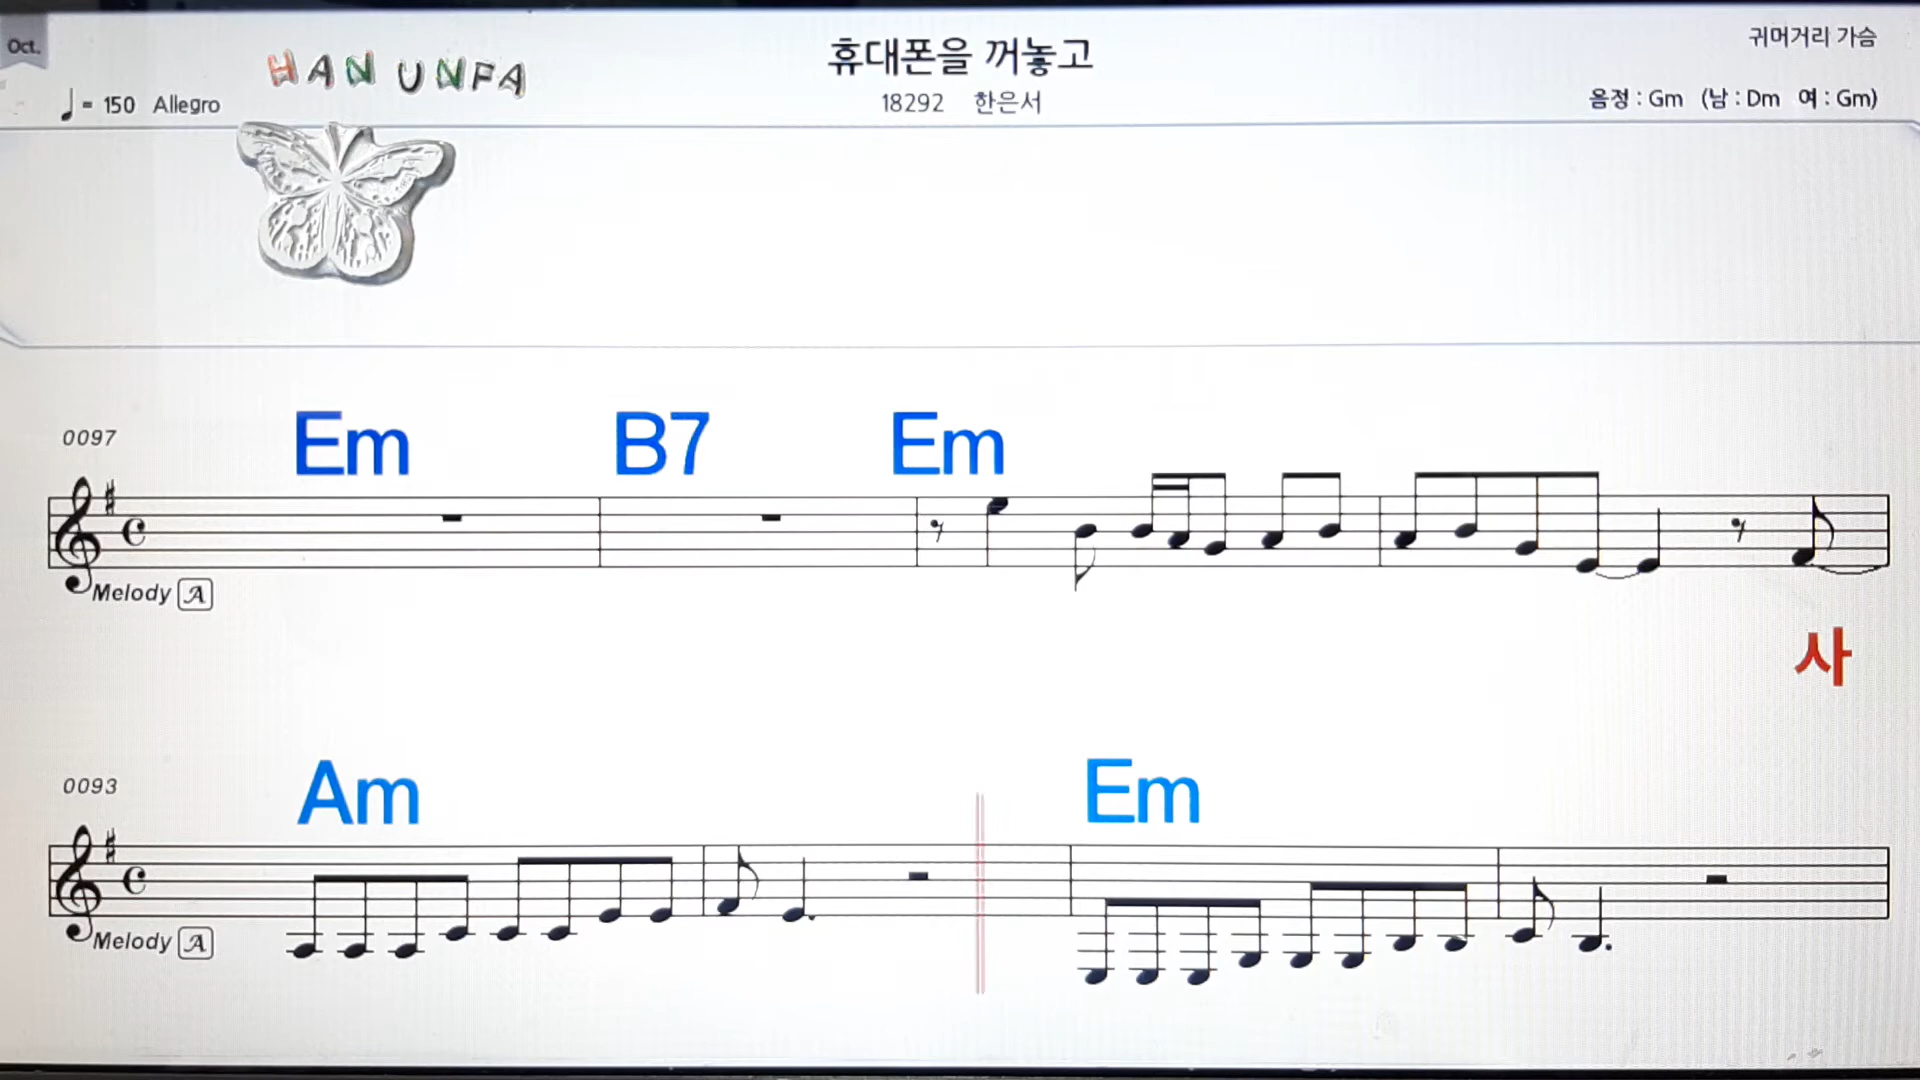 Oct.
HAN UNFA
휴대폰을 꺼놓고
귀머거리 가슴
♩= 150 Allegro
18292 한은서
음정 : Gm (남 : Dm 여 : Gm)
Em B7 Em
0097
Melody A
사
0093
Am Em
Melody A